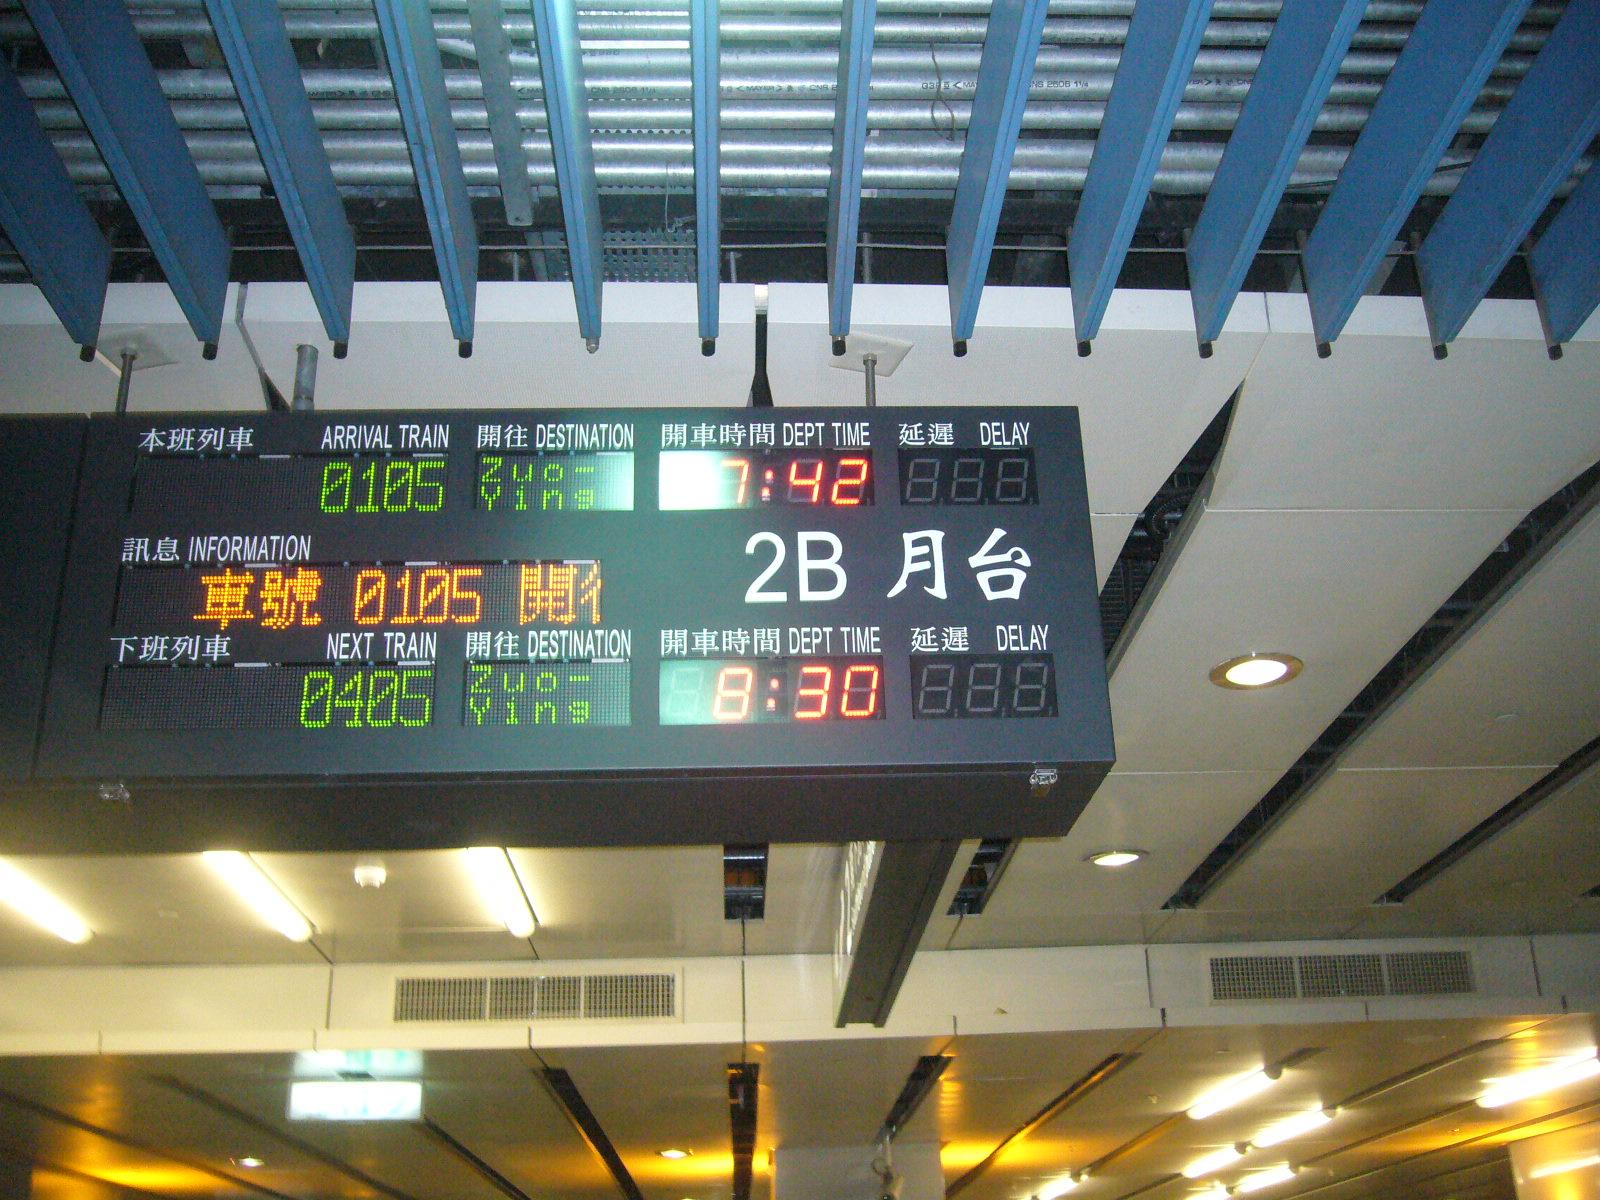 本班列車 ARRIVAL TRAIN 開往 DESTINATION 開車時間 DEPT TIME 延遲 DELAY
0105 Zuo-Ying 7:42
訊息 INFORMATION
車號 0105 開
2B 月台
下班列車 NEXT TRAIN 開往 DESTINATION 開車時間 DEPT TIME 延遲 DELAY
0405 Zuo-Ying 8:30